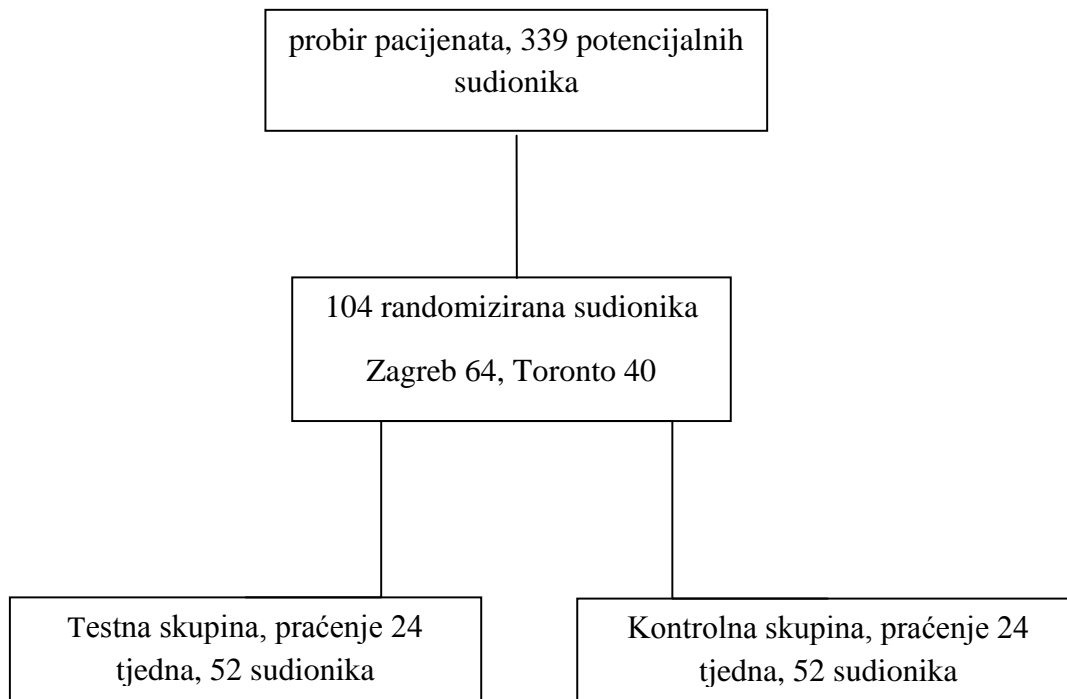 probir pacijenata, 339 potencijalnih
sudionika
104 randomizirana sudionika
Zagreb 64, Toronto 40
Testna skupina, praćenje 24
tjedna, 52 sudionika
Kontrolna skupina, praćenje 24
tjedna, 52 sudionika